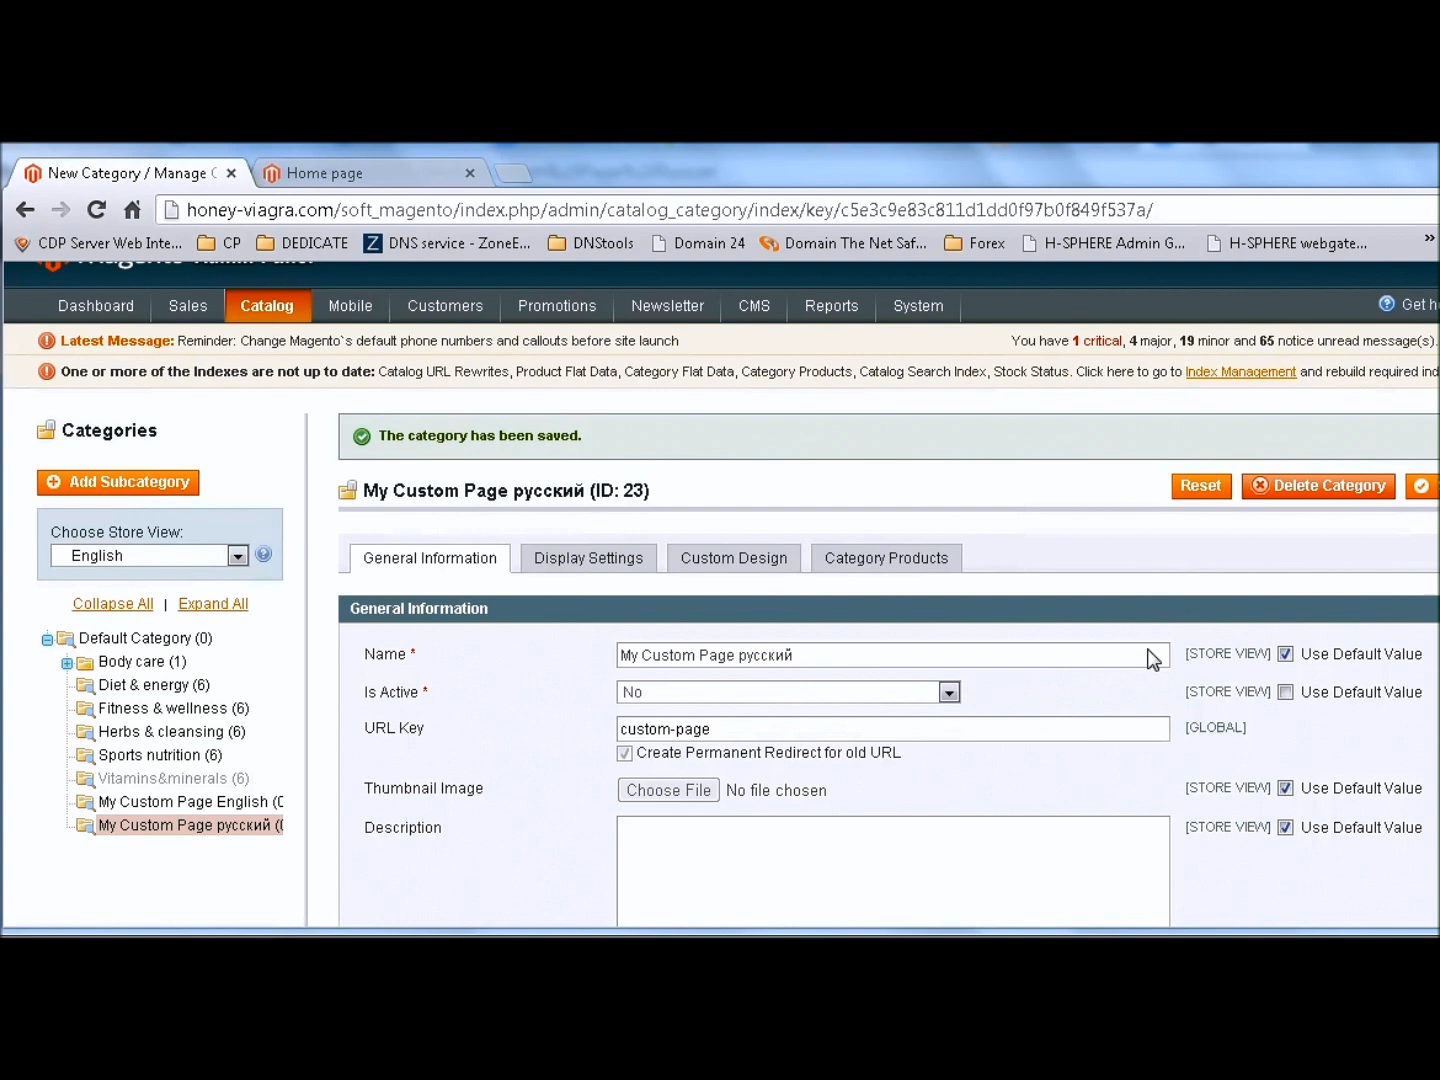 New Category / Manage C
Home page
honey-viagra.com/soft_magento/index.php/admin/catalog_category/index/key/c5e3c9e83c811d1dd0f97b0f849f537a/
CDP Server Web Inte... CP DEDICATE DNS service - ZoneE... DNStools Domain 24 Domain The Net Saf... Forex H-SPHERE Admin G... H-SPHERE webgate... »
Dashboard Sales Catalog Mobile Customers Promotions Newsletter CMS Reports System Get h
Latest Message: Reminder: Change Magento`s default phone numbers and callouts before site launch You have 1 critical, 4 major, 19 minor and 65 notice unread message(s).
One or more of the Indexes are not up to date: Catalog URL Rewrites, Product Flat Data, Category Flat Data, Category Products, Catalog Search Index, Stock Status. Click here to go to Index Management and rebuild required ind
Categories
Add Subcategory
Choose Store View:
English
Collapse All | Expand All
Default Category (0)
Body care (1)
Diet & energy (6)
Fitness & wellness (6)
Herbs & cleansing (6)
Sports nutrition (6)
Vitamins&minerals (6)
My Custom Page English (0
My Custom Page русский (0
The category has been saved.
My Custom Page русский (ID: 23)
Reset Delete Category
General Information Display Settings Custom Design Category Products
General Information
Name * My Custom Page русский [STORE VIEW] Use Default Value
Is Active * No [STORE VIEW] Use Default Value
URL Key custom-page [GLOBAL]
Create Permanent Redirect for old URL
Thumbnail Image Choose File No file chosen [STORE VIEW] Use Default Value
Description [STORE VIEW] Use Default Value